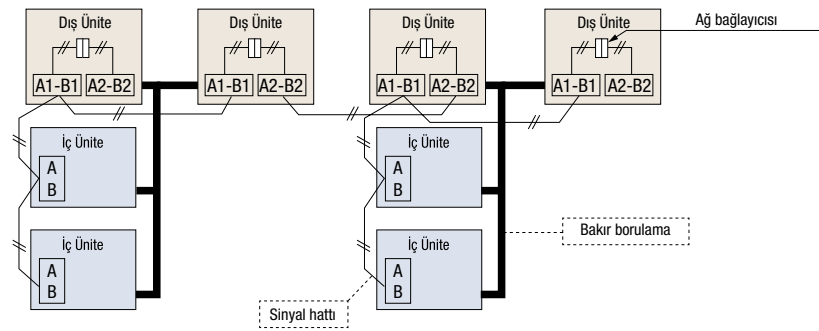 Dış Ünite
Dış Ünite
Dış Ünite
Dış Ünite
Ağ bağlayıcısı
A1-B1 A2-B2
A1-B1 A2-B2
A1-B1 A2-B2
A1-B1 A2-B2
İç Ünite
A
B
İç Ünite
A
B
İç Ünite
A
B
İç Ünite
A
B
Bakır borulama
Sinyal hattı